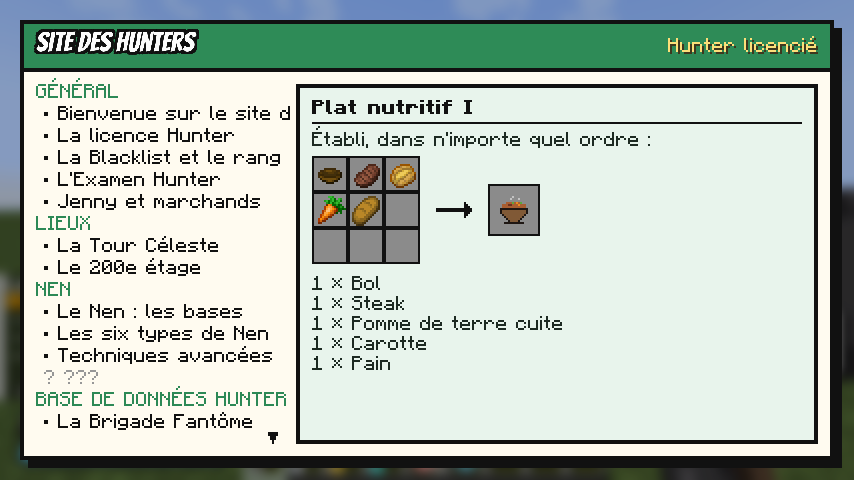 SITE DES HUNTERS
Hunter licencié
GÉNÉRAL
• Bienvenue sur le site d
• La licence Hunter
• La Blacklist et le rang
• L'Examen Hunter
• Jenny et marchands
LIEUX
• La Tour Céleste
• Le 200e étage
NEN
• Le Nen : les bases
• Les six types de Nen
• Techniques avancées
? ???
BASE DE DONNÉES HUNTER
• La Brigade Fantôme
Plat nutritif I
Établi, dans n'importe quel ordre :
1 × Bol
1 × Steak
1 × Pomme de terre cuite
1 × Carotte
1 × Pain